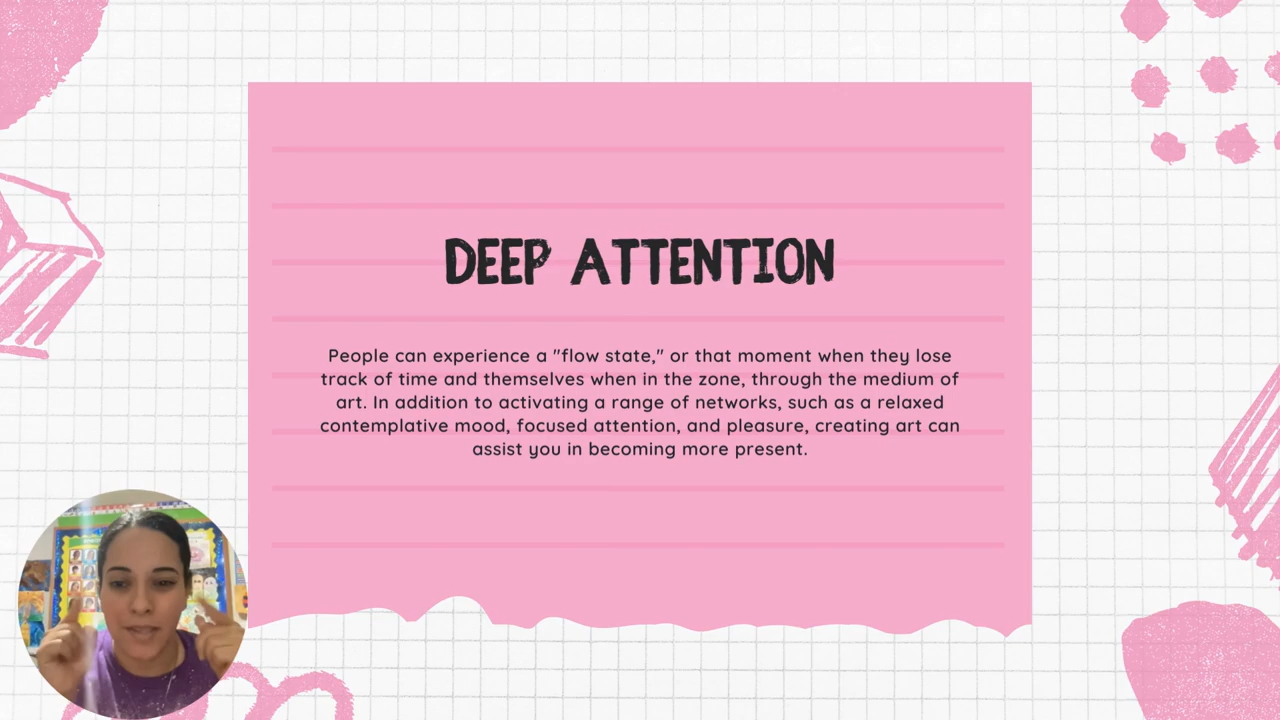 DEEP ATTENTION
People can experience a "flow state," or that moment when they lose
track of time and themselves when in the zone, through the medium of
art. In addition to activating a range of networks, such as a relaxed
contemplative mood, focused attention, and pleasure, creating art can
assist you in becoming more present.